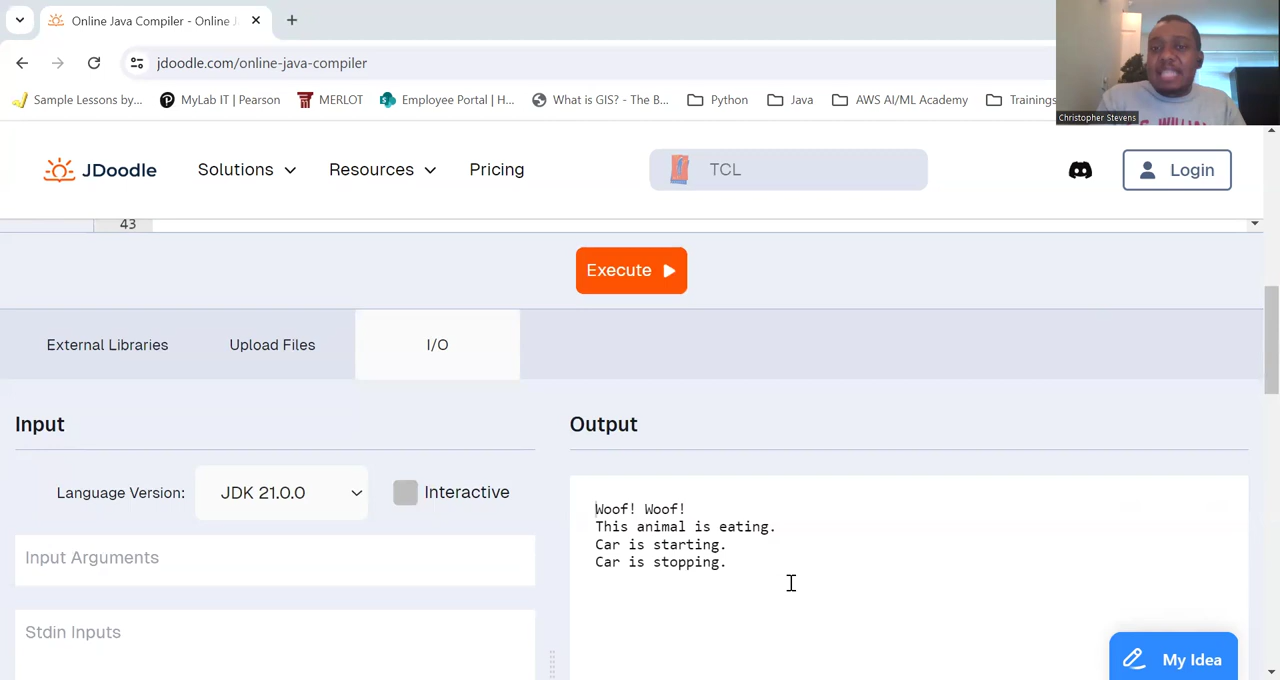 Online Java Compiler - Online J
jdoodle.com/online-java-compiler
Sample Lessons by... MyLab IT | Pearson MERLOT Employee Portal | H... What is GIS? - The B... Python Java AWS AI/ML Academy Trainings
Christopher Stevens
JDoodle Solutions Resources Pricing TCL Login
43
Execute
External Libraries Upload Files I/O
Input Output
Language Version: JDK 21.0.0 Interactive
Woof! Woof!
This animal is eating.
Car is starting.
Car is stopping.
Input Arguments
Stdin Inputs
My Idea